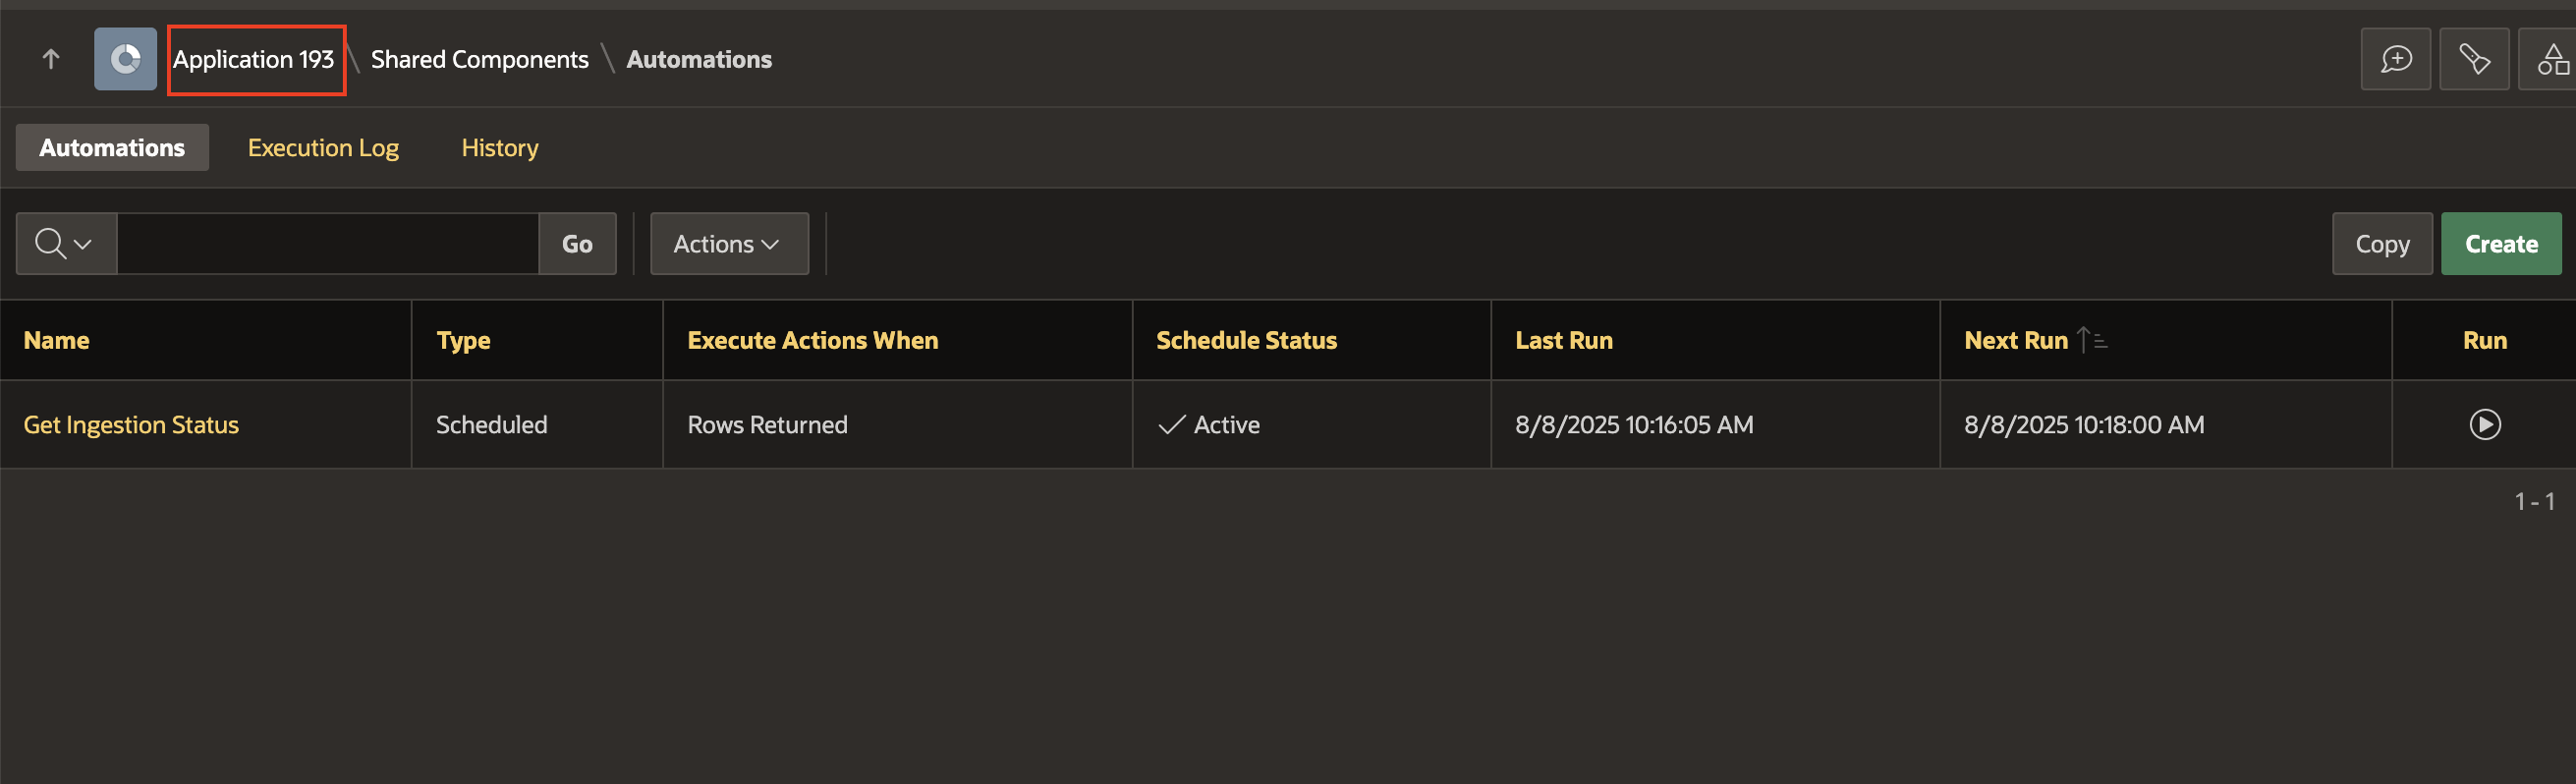 Application 193 \ Shared Components \ Automations
Automations Execution Log History
Go Actions Copy Create
Name Type Execute Actions When Schedule Status Last Run Next Run Run
Get Ingestion Status Scheduled Rows Returned Active 8/8/2025 10:16:05 AM 8/8/2025 10:18:00 AM
1 - 1